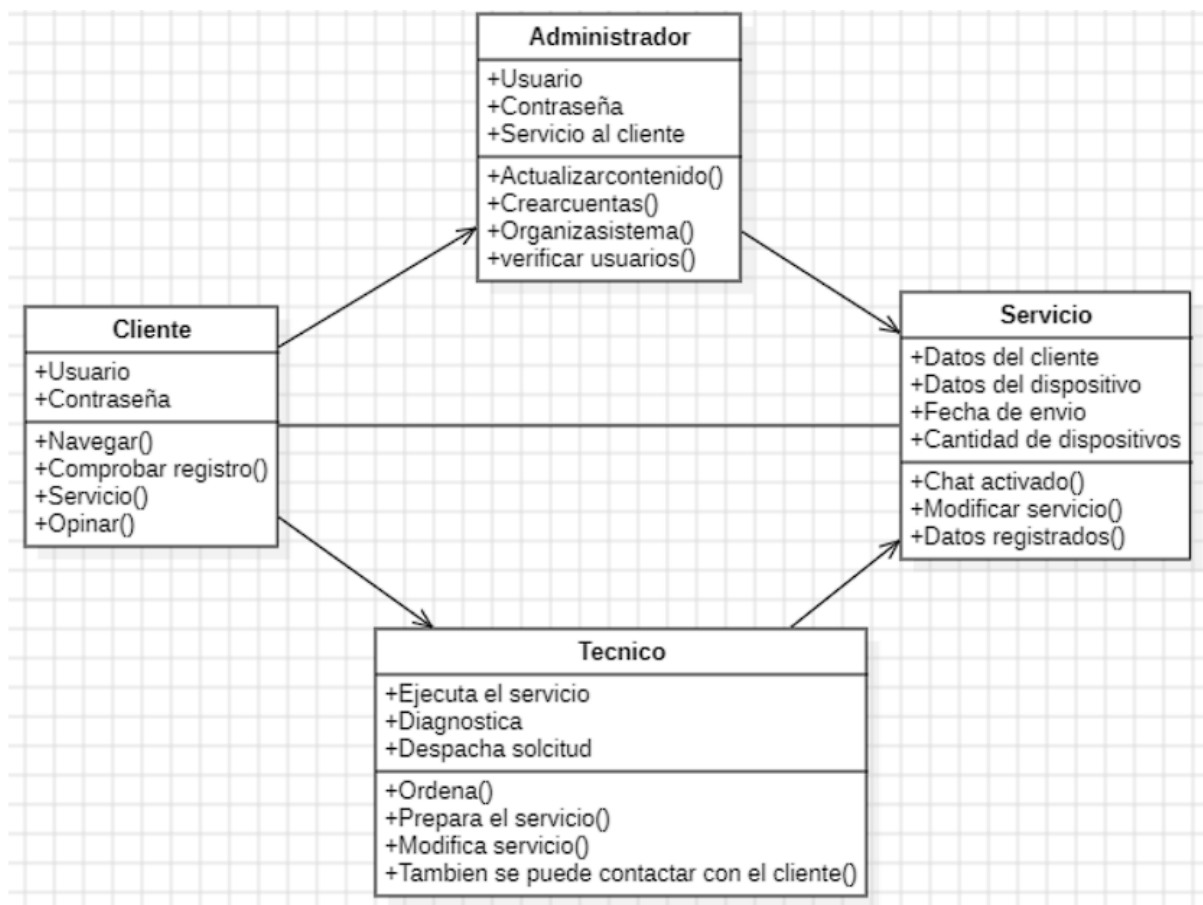 Administrador
+Usuario
+Contraseña
+Servicio al cliente
+Actualizarcontenido()
+Crearcuentas()
+Organizasistema()
+verificar usuarios()
Cliente
+Usuario
+Contraseña
+Navegar()
+Comprobar registro()
+Servicio()
+Opinar()
Servicio
+Datos del cliente
+Datos del dispositivo
+Fecha de envio
+Cantidad de dispositivos
+Chat activado()
+Modificar servicio()
+Datos registrados()
Tecnico
+Ejecuta el servicio
+Diagnostica
+Despacha solcitud
+Ordena()
+Prepara el servicio()
+Modifica servicio()
+Tambien se puede contactar con el cliente()